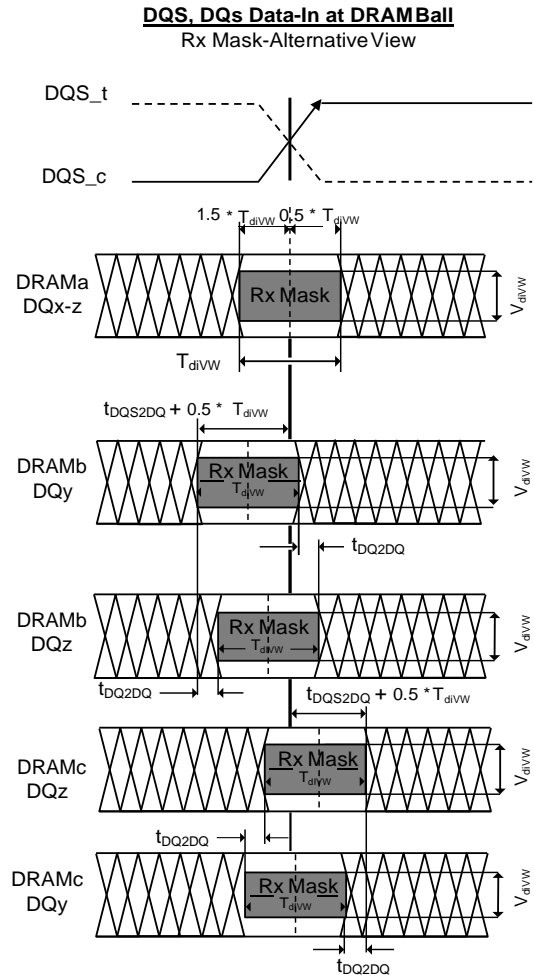 DQS, DQs Data-In at DRAM Ball
Rx Mask-Alternative View
DQS_t
DQS_c
1.5 * TdiVW 0.5 * TdiVW
DRAMa
DQx-z
Rx Mask
VdiVW
TdiVW
tDQS2DQ + 0.5 * TdiVW
DRAMb
DQy
Rx Mask
TdiVW
VdiVW
tDQ2DQ
DRAMb
DQz
Rx Mask
TdiVW
VdiVW
tDQ2DQ
tDQS2DQ + 0.5 * TdiVW
DRAMc
DQz
Rx Mask
TdiVW
VdiVW
tDQ2DQ
DRAMc
DQy
Rx Mask
TdiVW
VdiVW
tDQ2DQ